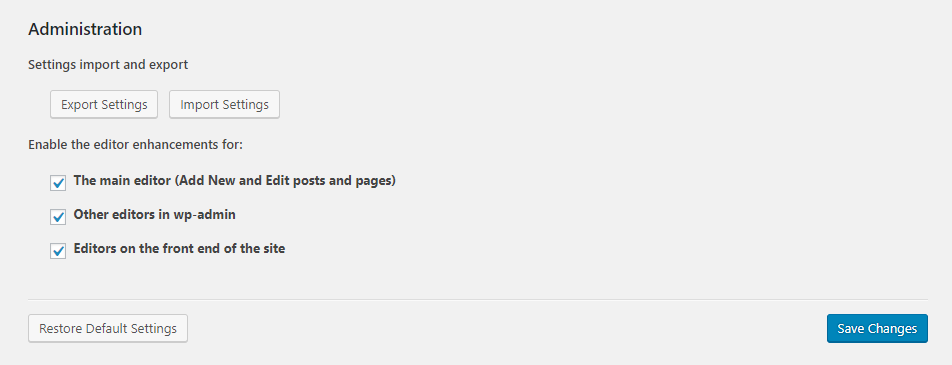 Administration
Settings import and export
Export Settings Import Settings
Enable the editor enhancements for:
The main editor (Add New and Edit posts and pages)
Other editors in wp-admin
Editors on the front end of the site
Restore Default Settings Save Changes